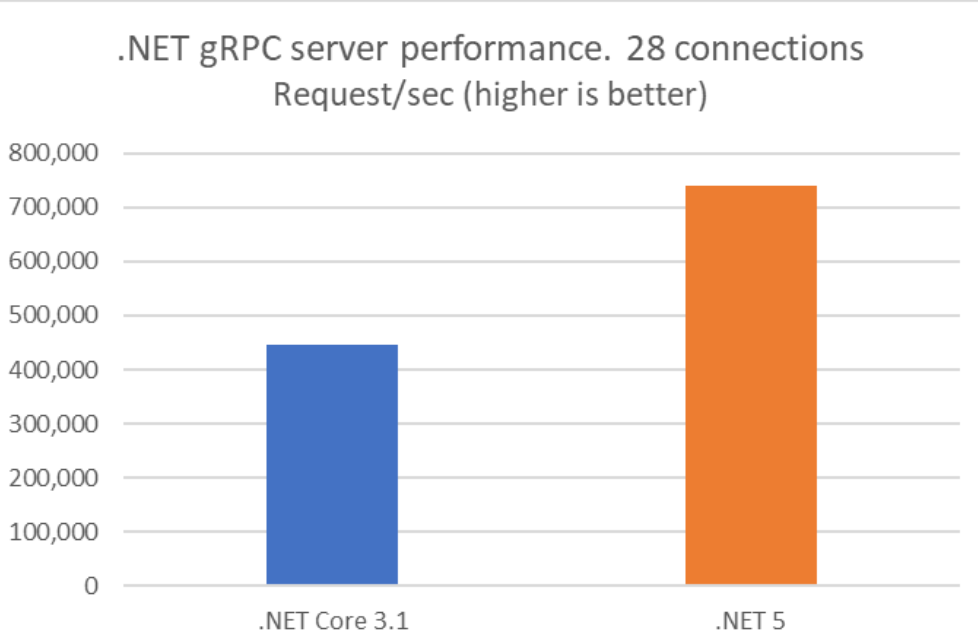 .NET gRPC server performance. 28 connections
Request/sec (higher is better)
800,000
700,000
600,000
500,000
400,000
300,000
200,000
100,000
0
.NET Core 3.1
.NET 5